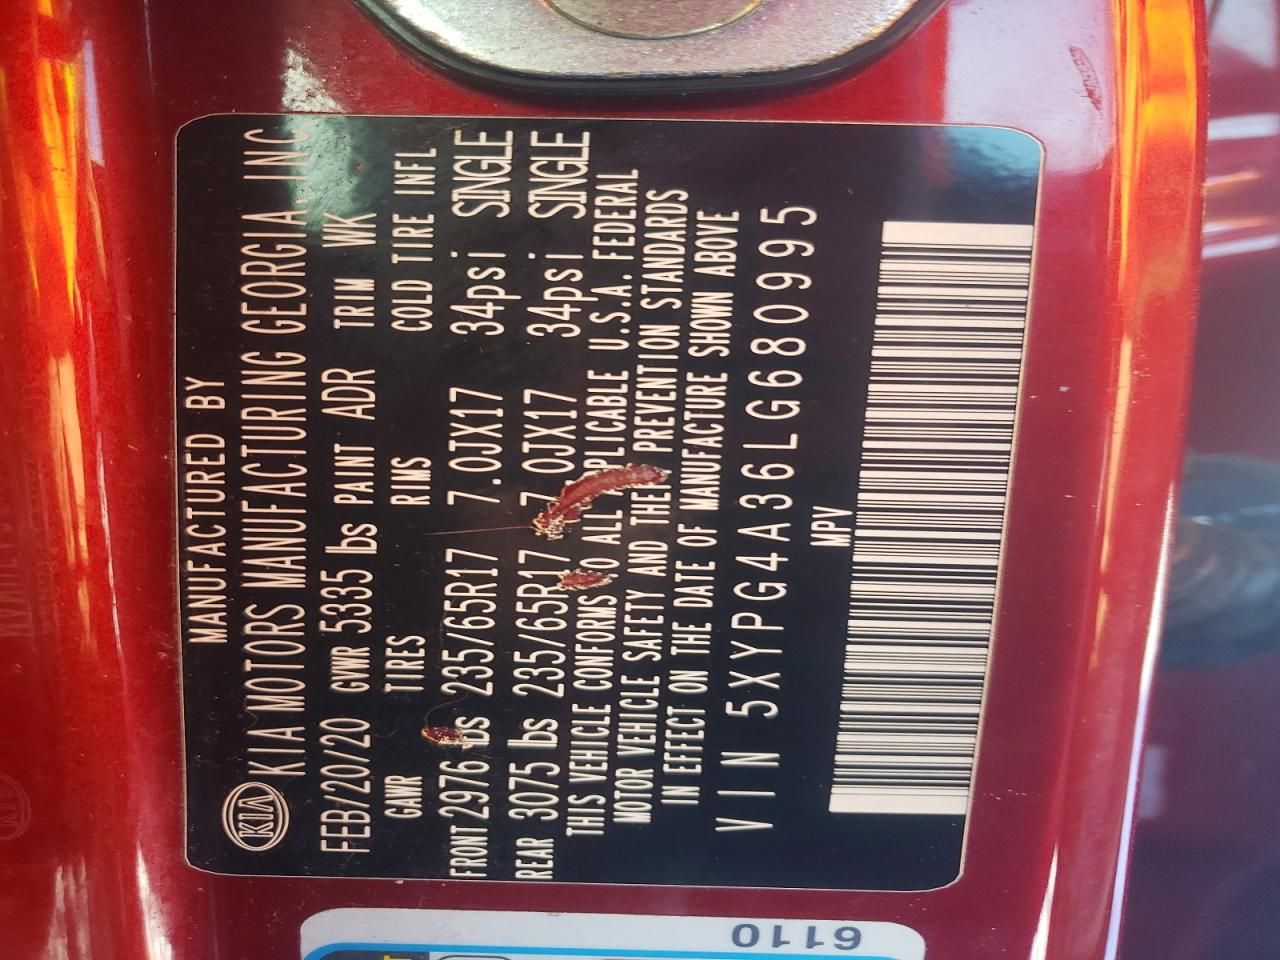 MANUFACTURED BY
KIA KIA MOTORS MANUFACTURING GEORGIA, INC
FEB/20/20 GWR 5335 lbs PAINT ADR TRIM WK
GAWR TIRES RIMS COLD TIRE INFL
FRONT 2976 lbs 235/65R17 7.0JX17 34psi SINGLE
REAR 3075 lbs 235/65R17 7.0JX17 34psi SINGLE
THIS VEHICLE CONFORMS TO ALL APPLICABLE U.S.A. FEDERAL
MOTOR VEHICLE SAFETY AND THEFT PREVENTION STANDARDS
IN EFFECT ON THE DATE OF MANUFACTURE SHOWN ABOVE
VIN 5XYPG4A36LG680995
MPV
6110